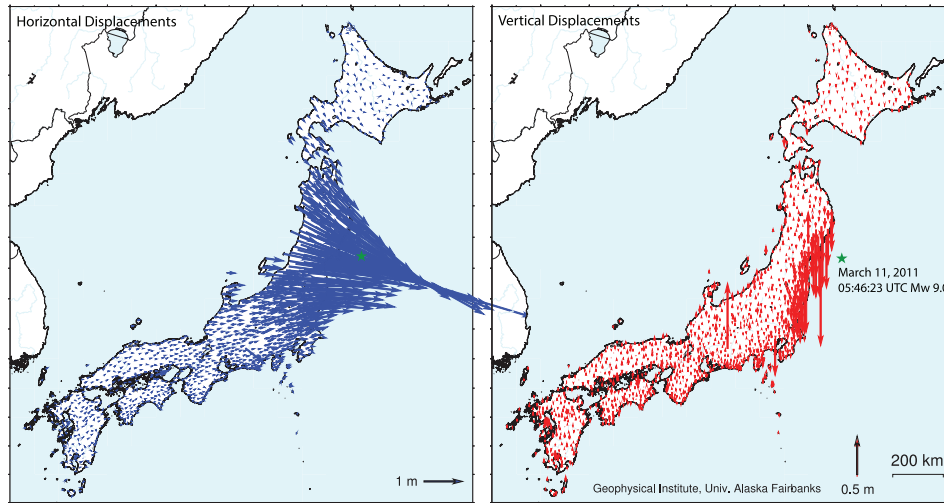 Horizontal Displacements
1 m
Vertical Displacements
March 11, 2011
05:46:23 UTC Mw 9.0
0.5 m
200 km
Geophysical Institute, Univ. Alaska Fairbanks